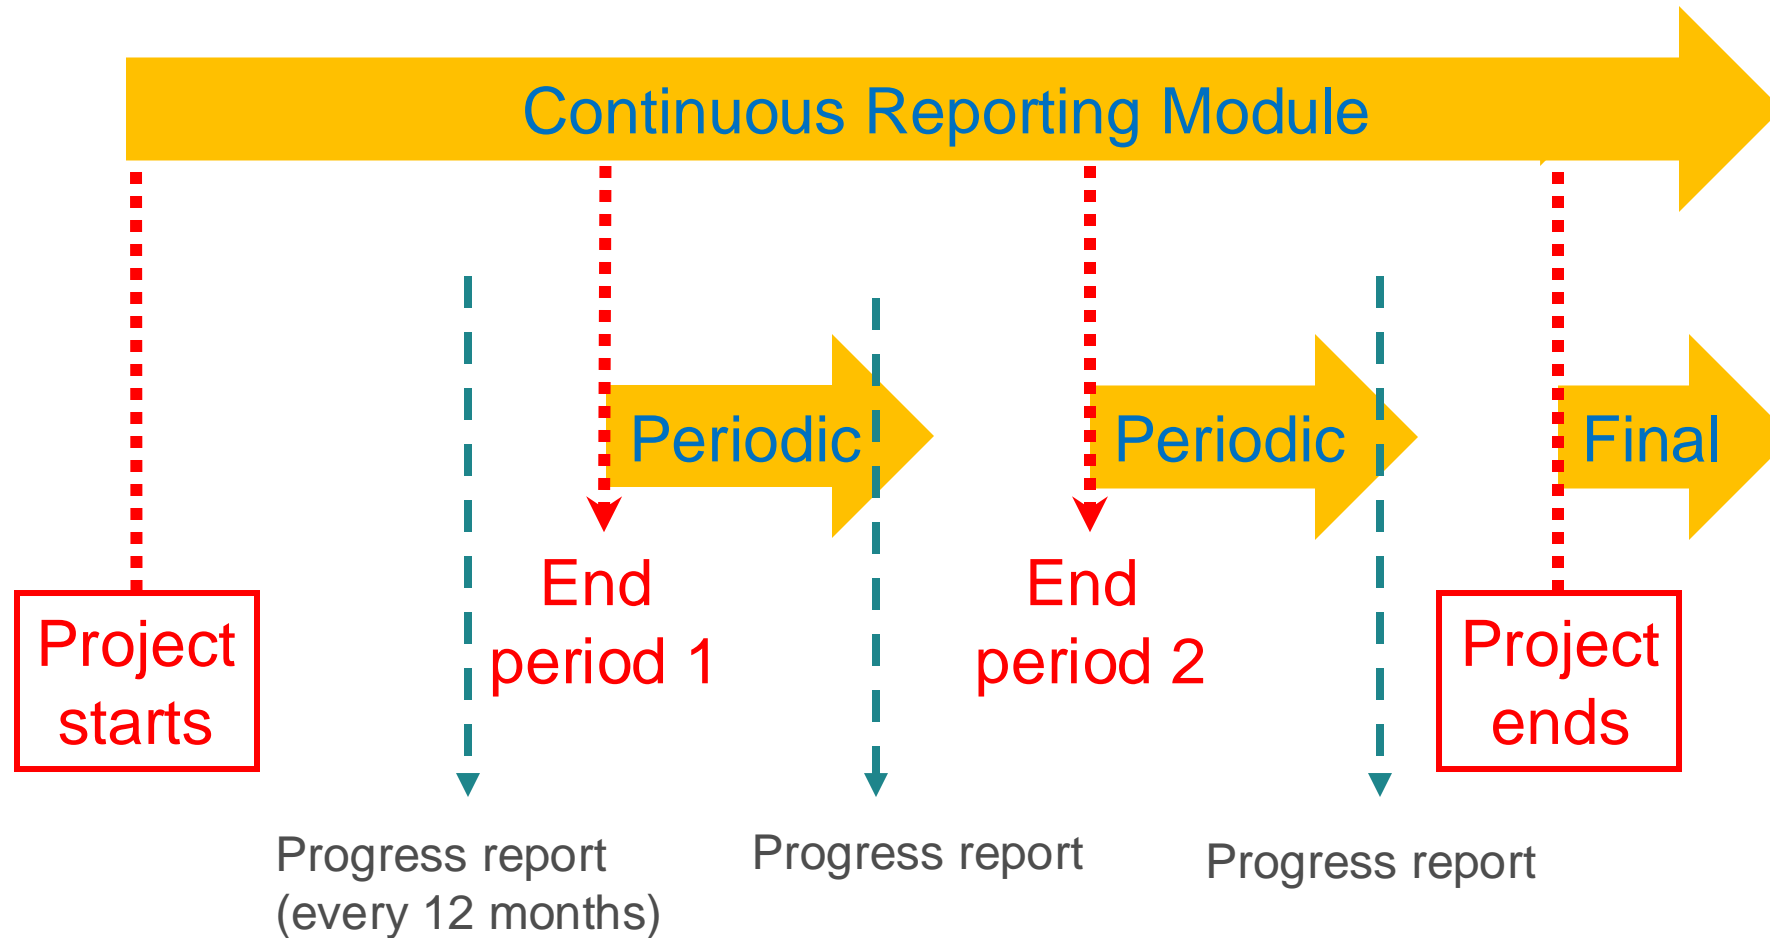 Continuous Reporting Module
Periodic
Periodic
Final
Project
starts
End
period 1
End
period 2
Project
ends
Progress report
(every 12 months)
Progress report
Progress report